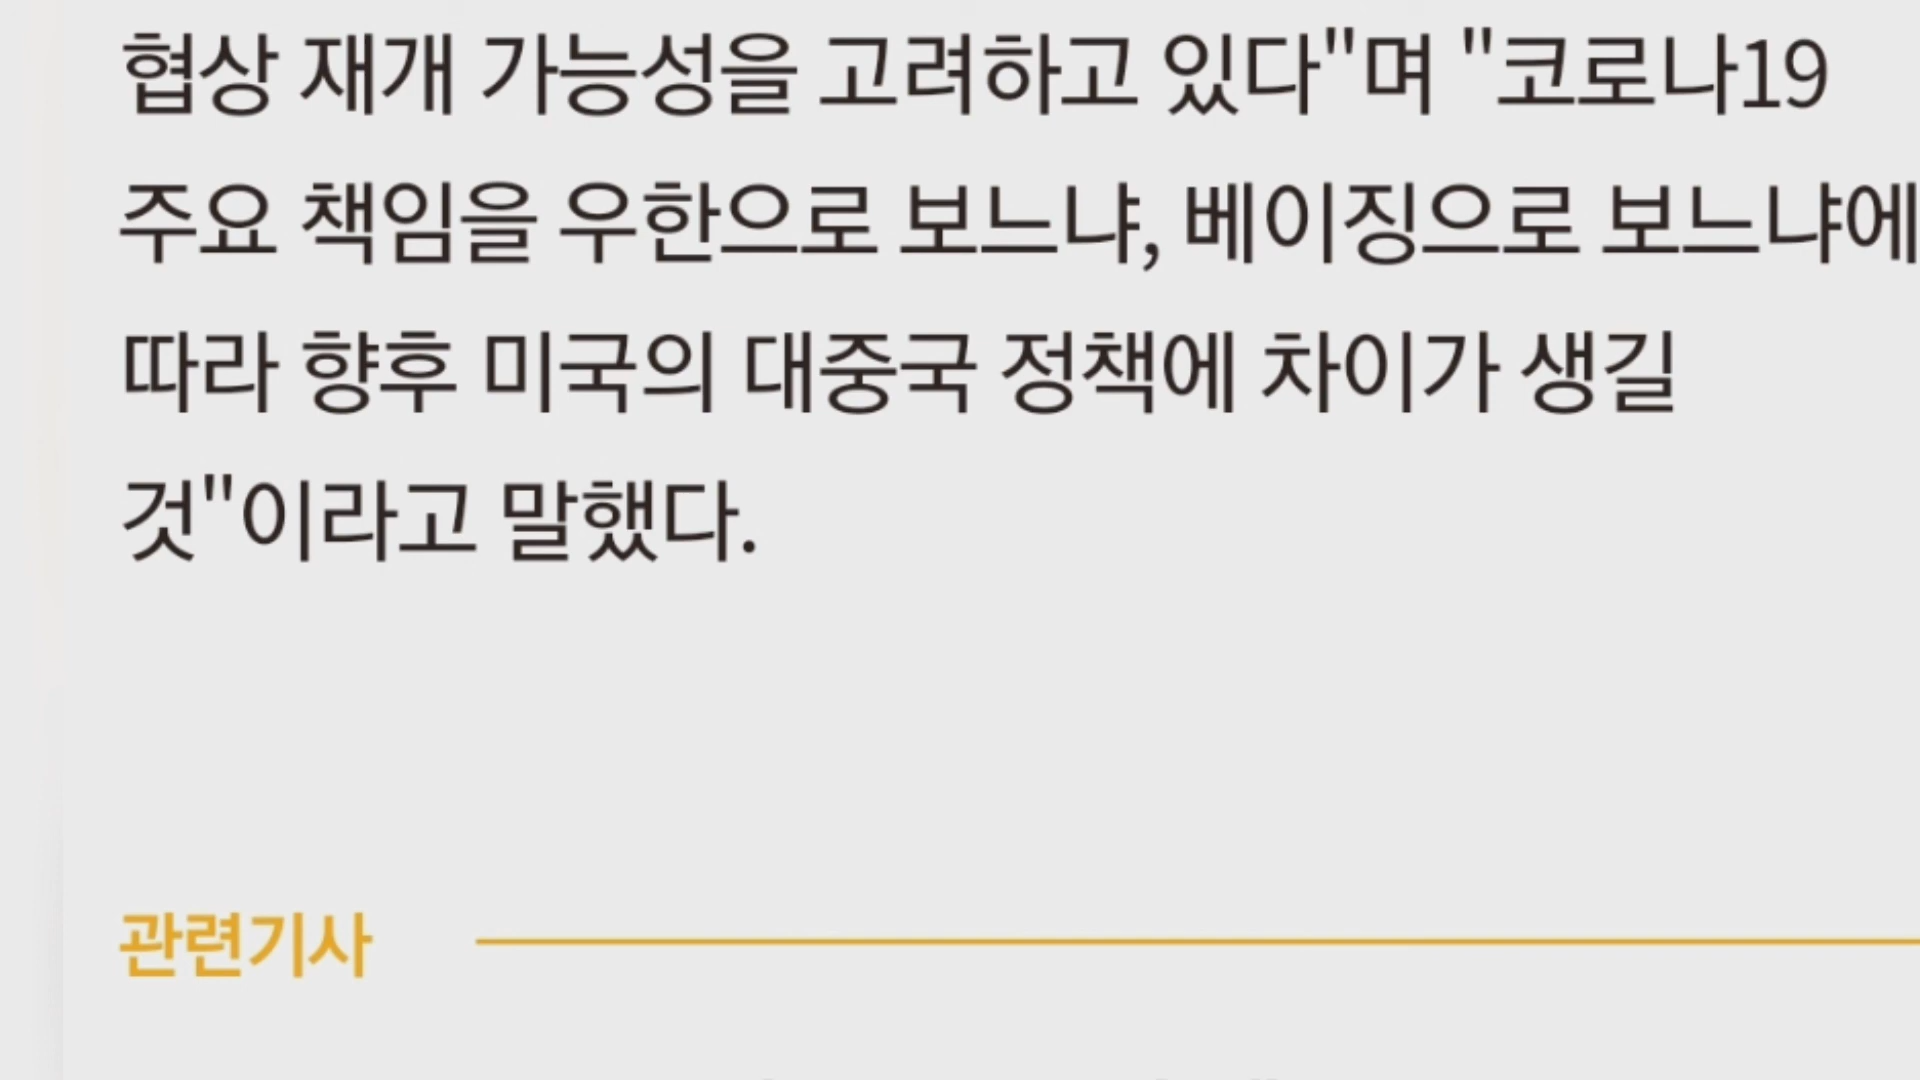 협상 재개 가능성을 고려하고 있다"며 "코로나19
주요 책임을 우한으로 보느냐, 베이징으로 보느냐에
따라 향후 미국의 대중국 정책에 차이가 생길
것"이라고 말했다.
관련기사